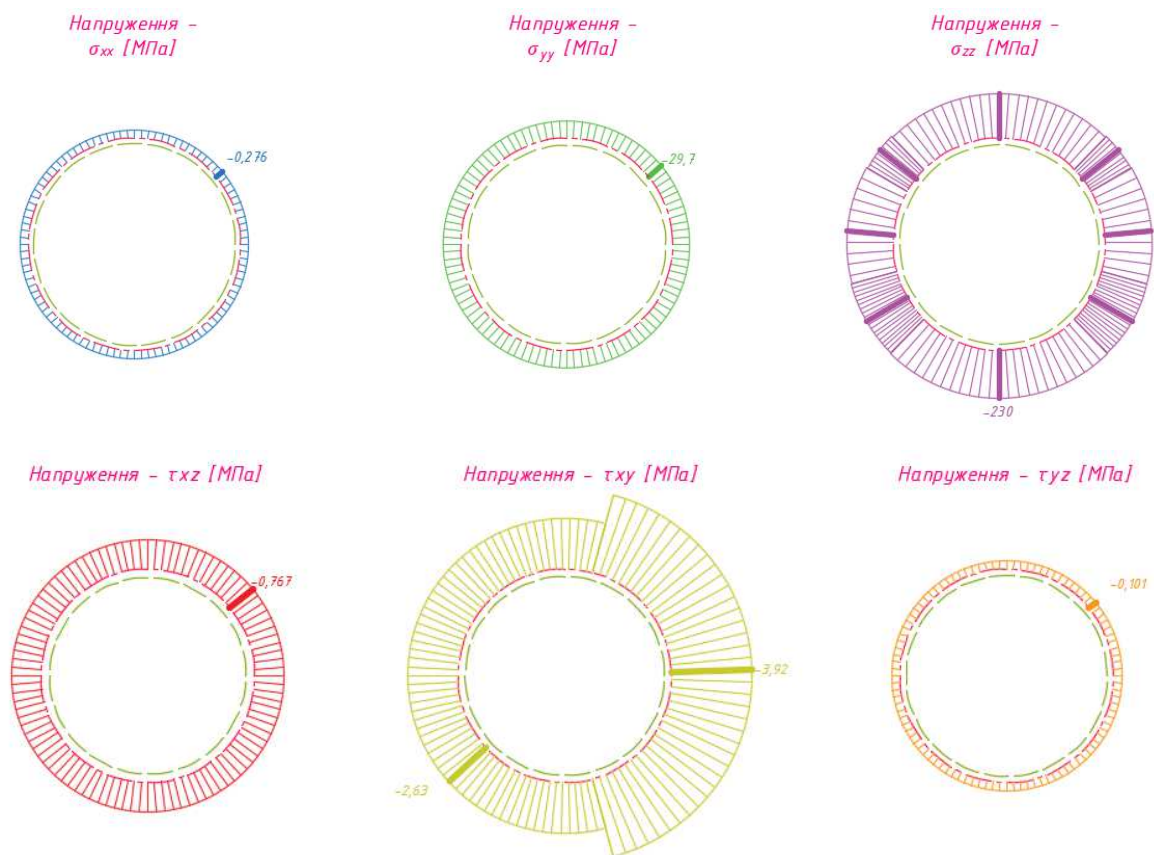 Напруження –
σxx [МПа]
Напруження –
σyy [МПа]
Напруження –
σzz [МПа]
-0,276
-29,7
-230
Напруження – τxz [МПа]
Напруження – τxy [МПа]
Напруження – τyz [МПа]
-0,767
-3,92
-2,63
-0,101